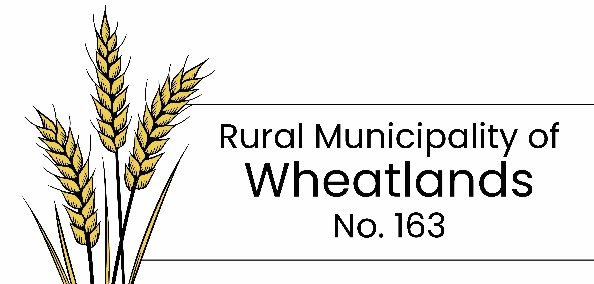 Rural Municipality of
Wheatlands
No. 163